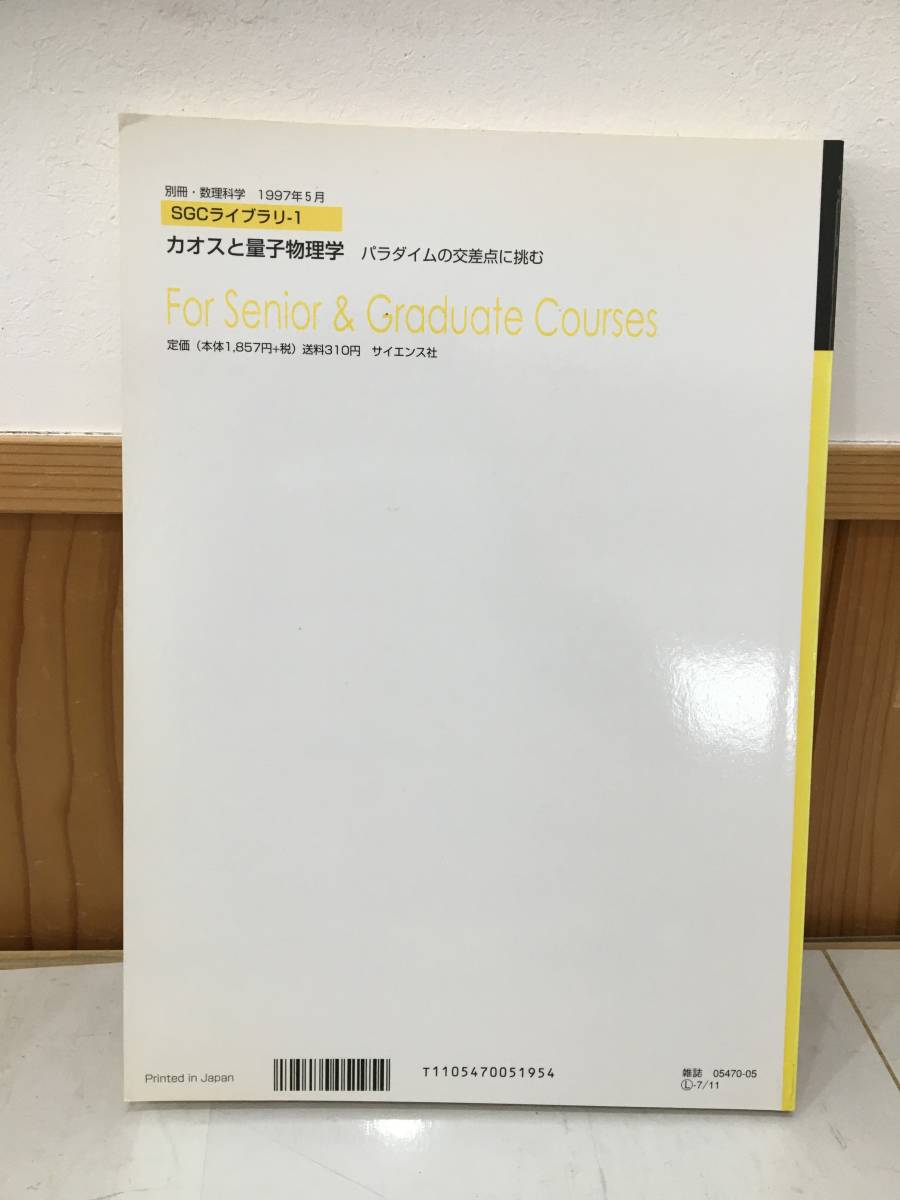 別冊・数理科学 1997年5月
SGCライブラリ-1
カオスと量子物理学 パラダイムの交差点に挑む
For Senior & Graduate Courses
定価（本体1,857円+税）送料310円 サイエンス社
Printed in Japan
T1105470051954
雑誌 05470-05
Ⓛ-7/11